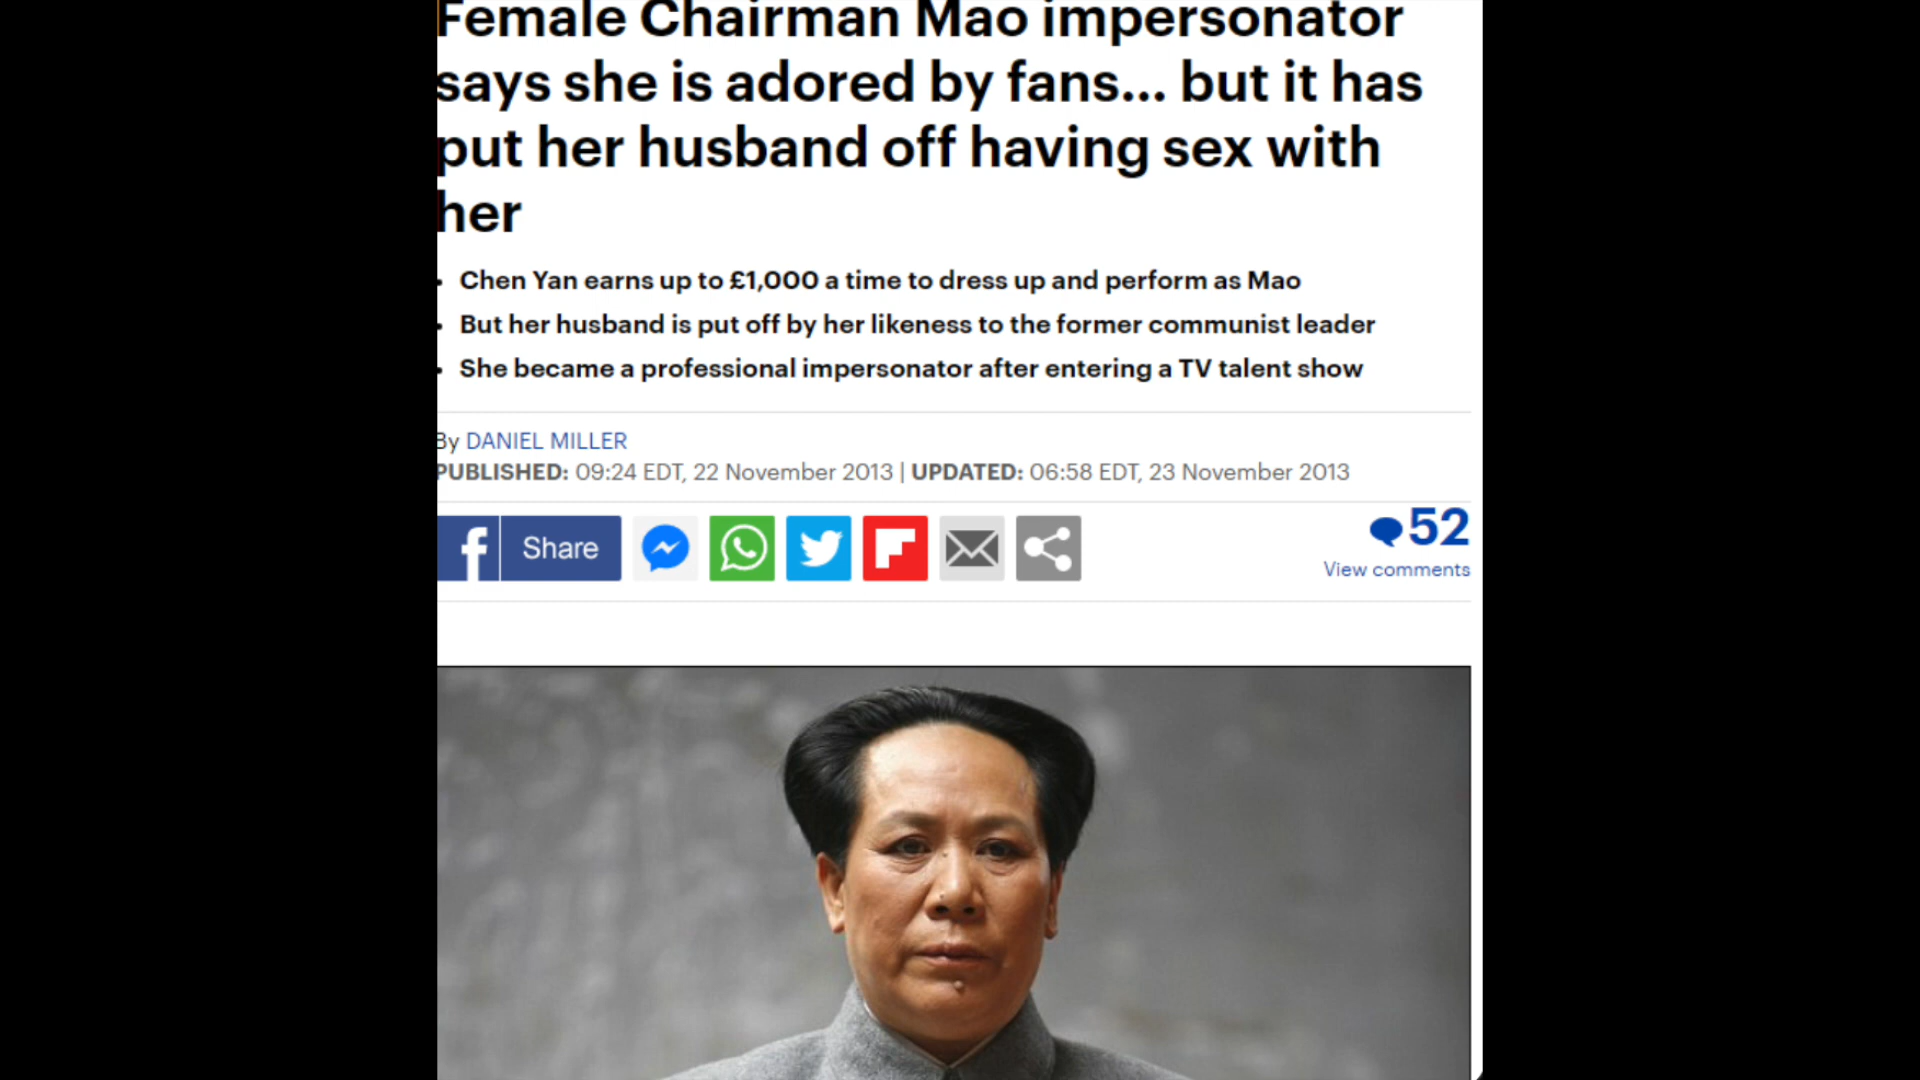 Female Chairman Mao impersonator
says she is adored by fans... but it has
put her husband off having sex with
her
• Chen Yan earns up to £1,000 a time to dress up and perform as Mao
• But her husband is put off by her likeness to the former communist leader
• She became a professional impersonator after entering a TV talent show
By DANIEL MILLER
PUBLISHED: 09:24 EDT, 22 November 2013 | UPDATED: 06:58 EDT, 23 November 2013
f Share
52
View comments